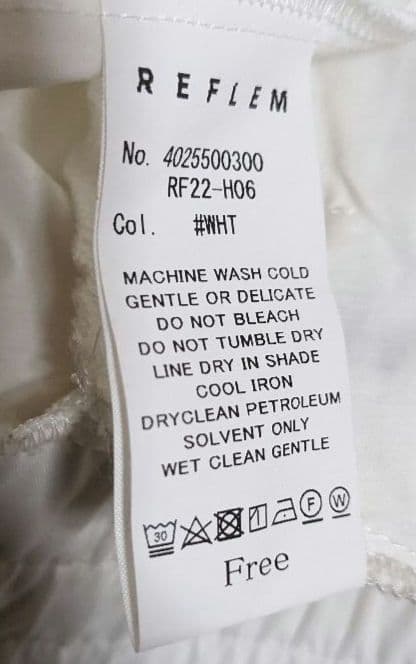 REFLEM
No. 4025500300
RF22-H06
Col. #WHT
MACHINE WASH COLD
GENTLE OR DELICATE
DO NOT BLEACH
DO NOT TUMBLE DRY
LINE DRY IN SHADE
COOL IRON
DRYCLEAN PETROLEUM
SOLVENT ONLY
WET CLEAN GENTLE
30 F W
Free